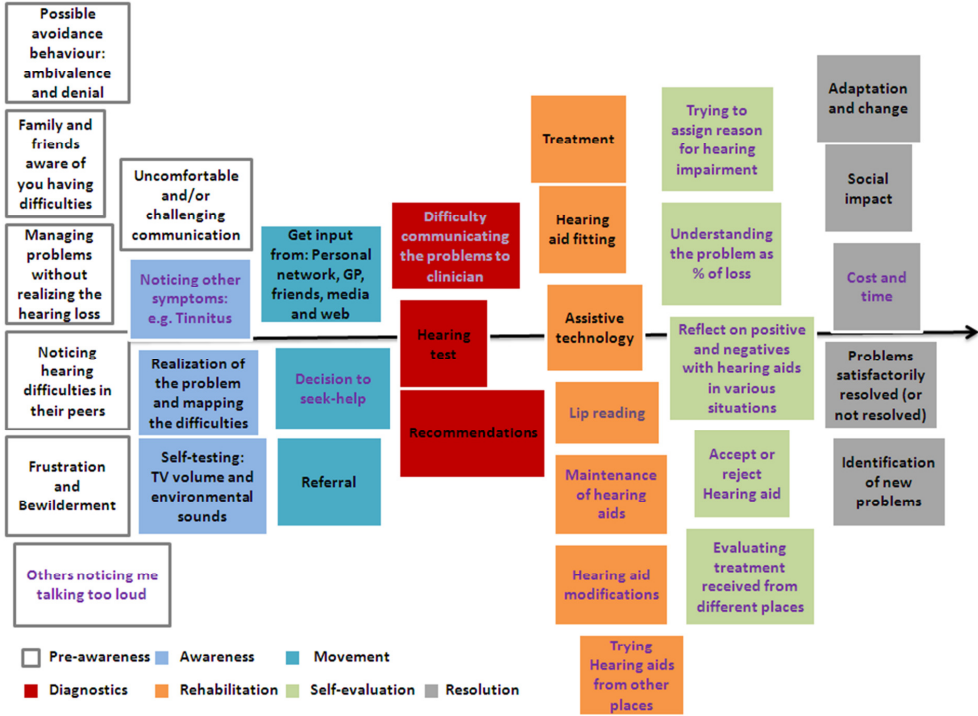 Possible
avoidance
behaviour:
ambivalence
and denial
Family and
friends
aware of
you having
difficulties
Managing
problems
without
realizing the
hearing loss
Noticing
hearing
difficulties in
their peers
Frustration
and
Bewilderment
Others noticing me
talking too loud
Uncomfortable
and/or
challenging
communication
Noticing other
symptoms:
e.g. Tinnitus
Realization of
the problem
and mapping
the difficulties
Self-testing:
TV volume and
environmental
sounds
Get input
from: Personal
network, GP,
friends, media
and web
Decision to
seek-help
Referral
Difficulty
communicating
the problems to
clinician
Hearing
test
Recommendations
Treatment
Hearing
aid fitting
Assistive
technology
Lip reading
Maintenance
of hearing
aids
Hearing aid
modifications
Trying
Hearing aids
from other
places
Trying to
assign reason
for hearing
impairment
Understanding
the problem as
% of loss
Reflect on positive
and negatives
with hearing aids
in various
situations
Accept or
reject
Hearing aid
Evaluating
treatment
received from
different places
Adaptation
and change
Social
impact
Cost and
time
Problems
satisfactorily
resolved (or
not resolved)
Identification
of new
problems
Pre-awareness Awareness Movement
Diagnostics Rehabilitation Self-evaluation Resolution